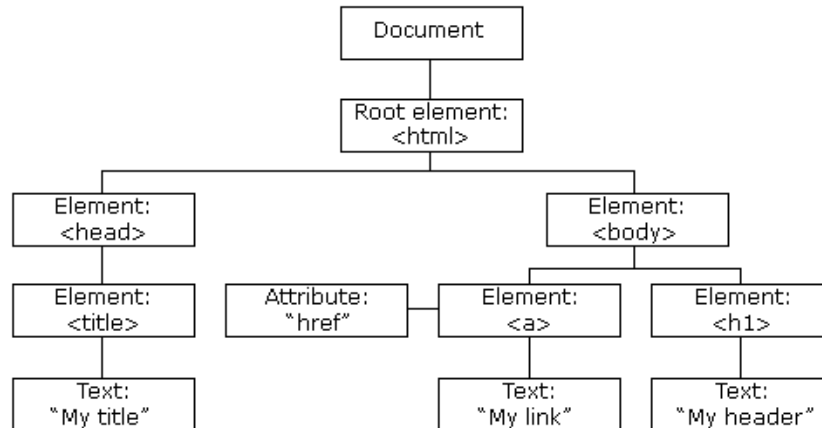 Document
Root element:
<html>
Element:
<head>
Element:
<body>
Element:
<title>
Attribute:
“href”
Element:
<a>
Element:
<h1>
Text:
“My title”
Text:
“My link”
Text:
“My header”